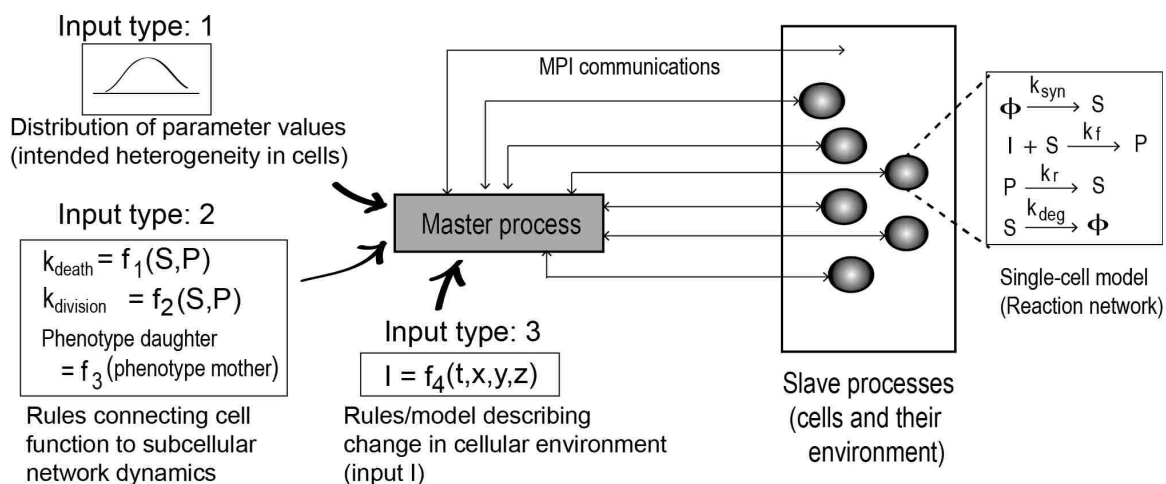 Input type: 1
Distribution of parameter values
(intended heterogeneity in cells)
Input type: 2
k_death = f_1(S,P)
k_division = f_2(S,P)
Phenotype daughter
= f_3(phenotype mother)
Rules connecting cell
function to subcellular
network dynamics
MPI communications
Master process
Input type: 3
I = f_4(t,x,y,z)
Rules/model describing
change in cellular environment
(input I)
Slave processes
(cells and their
environment)
k_syn
Φ → S
k_f
I + S → P
k_r
P → S
k_deg
S → Φ
Single-cell model
(Reaction network)